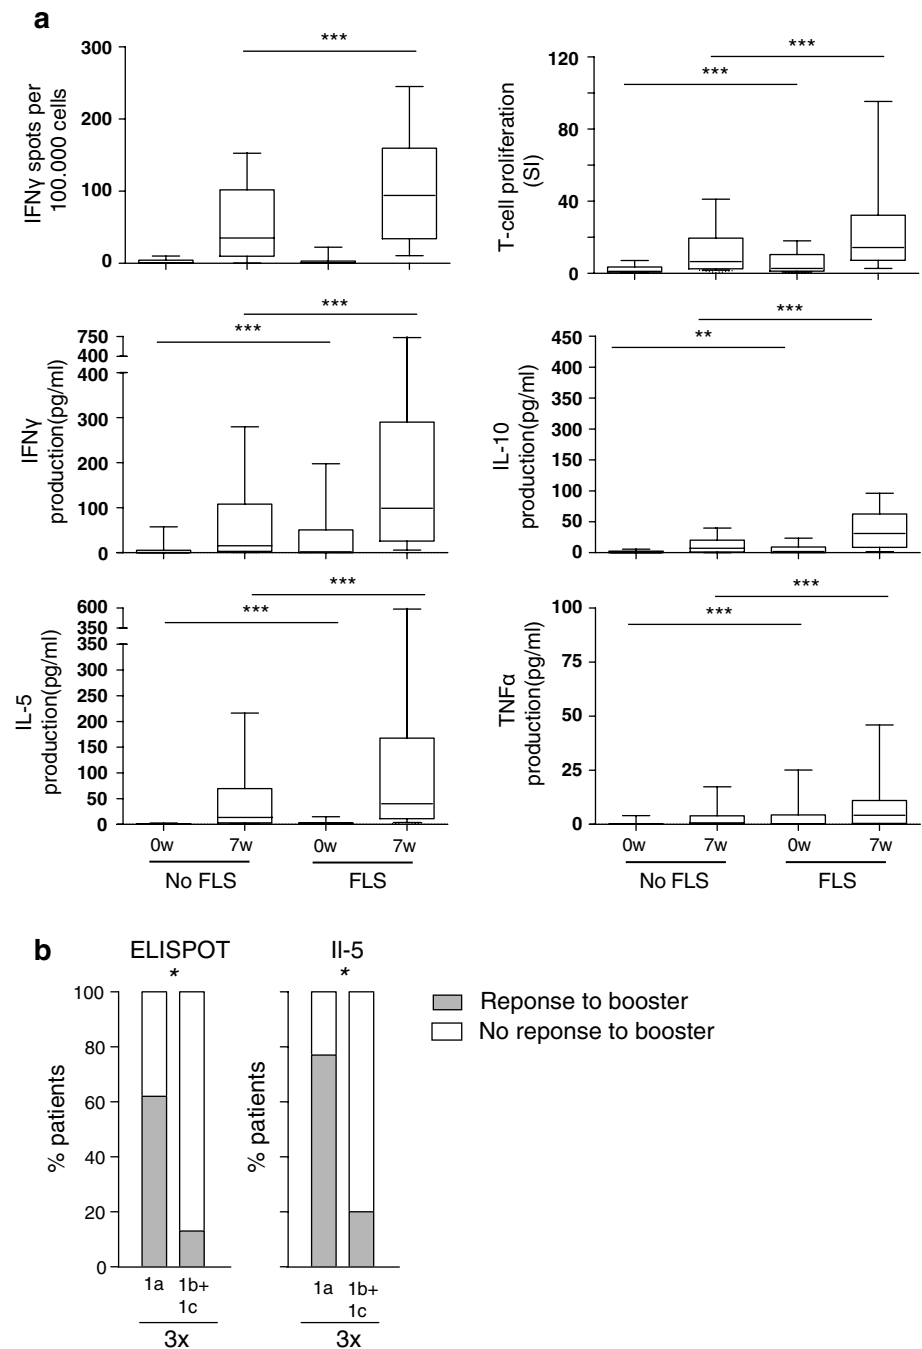 a
IFNγ spots per
100.000 cells
300
200
100
0
***
T-cell proliferation
(SI)
120
80
40
0
***
***
IFNγ
production(pg/ml)
750
400
400
300
200
100
0
***
***
IL-10
production(pg/ml)
450
400
350
300
150
100
50
0
**
***
IL-5
production(pg/ml)
600
350
350
300
250
200
150
100
50
0
***
***
0w 7w 0w 7w
No FLS FLS
TNFα
production(pg/ml)
100
75
50
25
0
***
***
0w 7w 0w 7w
No FLS FLS
b
ELISPOT
*
% patients
100
80
60
40
20
0
1a 1b+
1c
3x
Il-5
*
% patients
1a 1b+
1c
3x
Reponse to booster
No reponse to booster